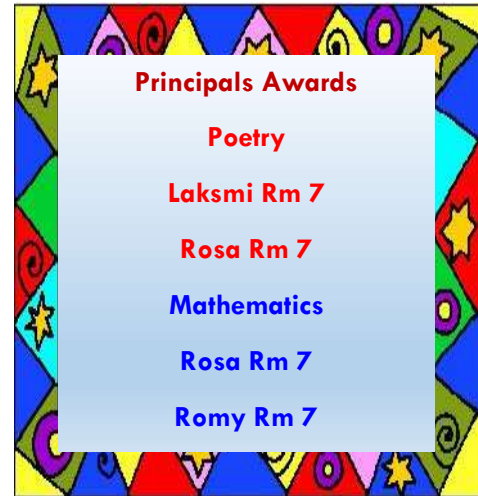 Principals Awards
Poetry
Laksmi Rm 7
Rosa Rm 7
Mathematics
Rosa Rm 7
Romy Rm 7